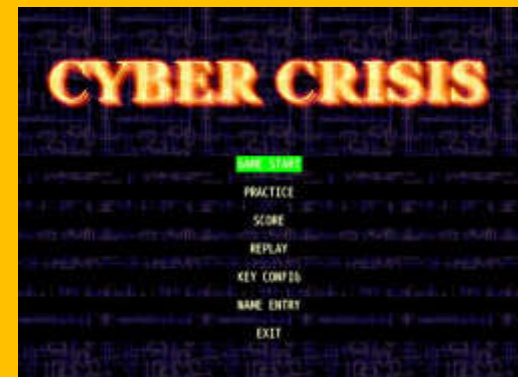 CYBER CRISIS
GAME START
PRACTICE
SCORE
REPLAY
KEY CONFIG
NAME ENTRY
EXIT